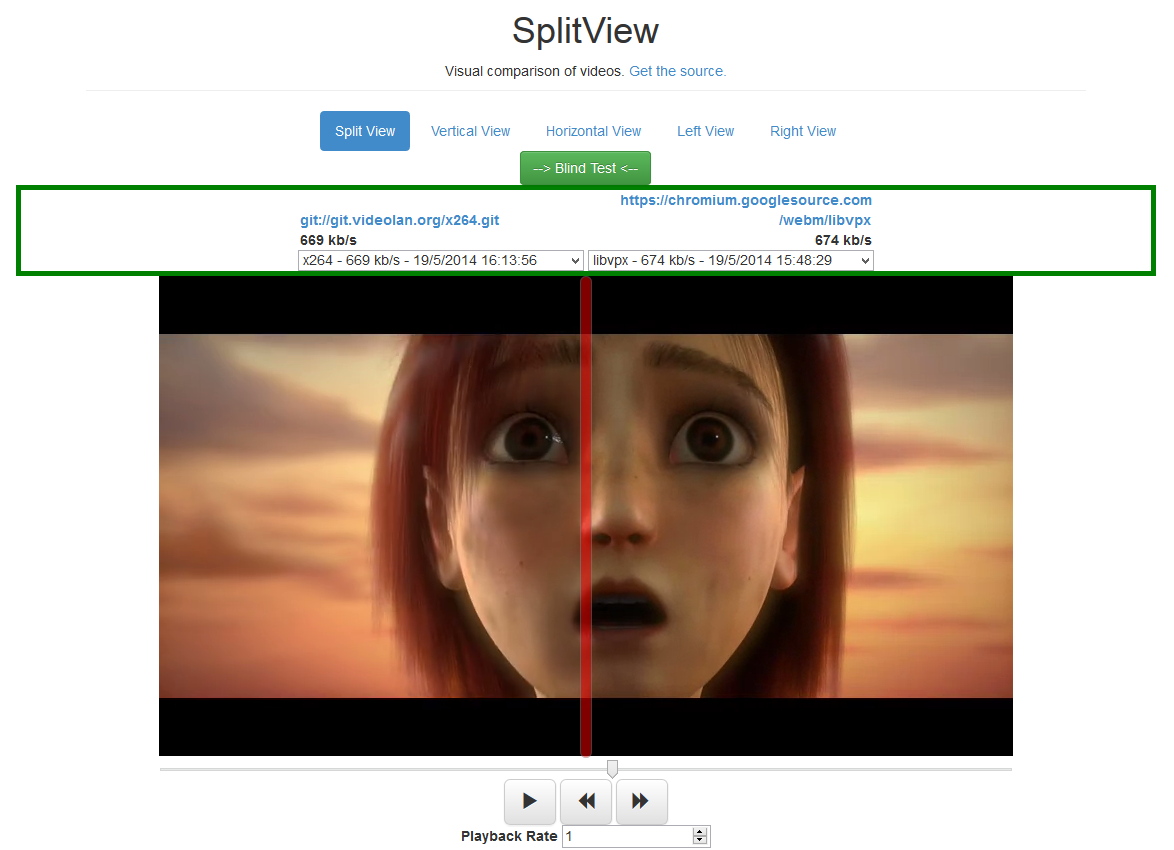 SplitView
Visual comparison of videos. Get the source.
Split View Vertical View Horizontal View Left View Right View
--> Blind Test <--
git://git.videolan.org/x264.git
669 kb/s
https://chromium.googlesource.com
/webm/libvpx
674 kb/s
x264 - 669 kb/s - 19/5/2014 16:13:56
libvpx - 674 kb/s - 19/5/2014 15:48:29
Playback Rate 1